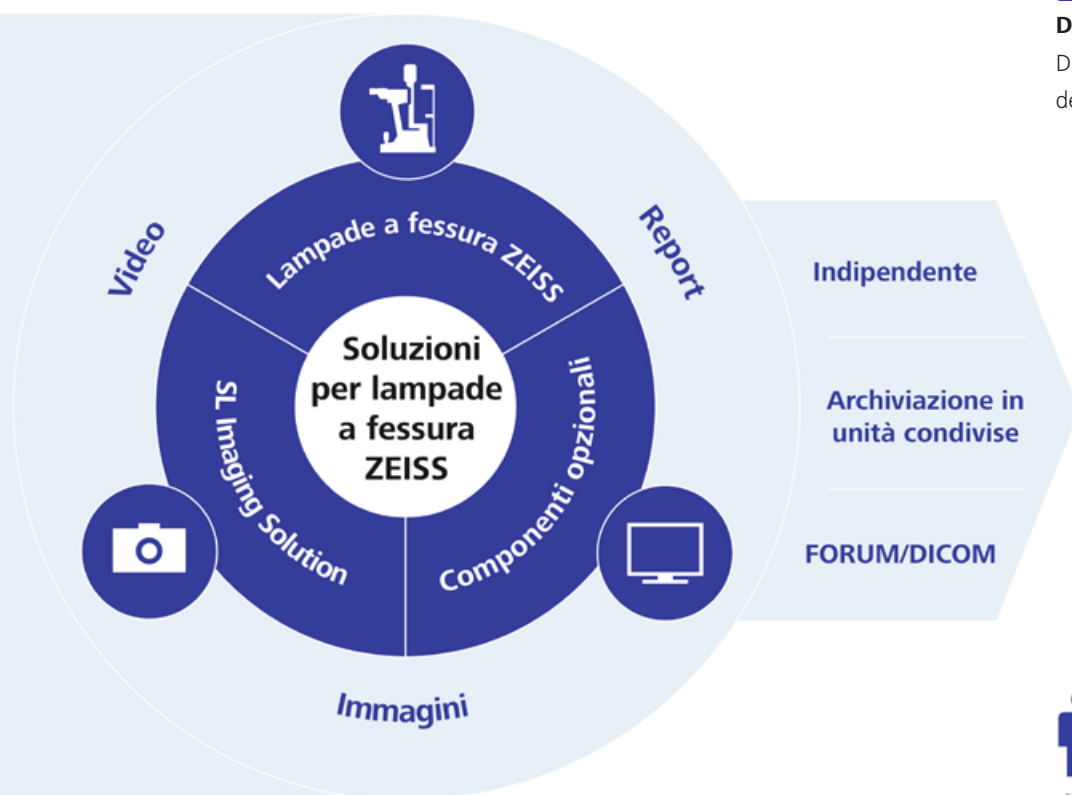 Lampade a fessura ZEISS
Video
Report
Soluzioni
per lampade
a fessura
ZEISS
SL Imaging Solution
Componenti opzionali
Immagini
Indipendente
Archiviazione in
unità condivise
FORUM/DICOM